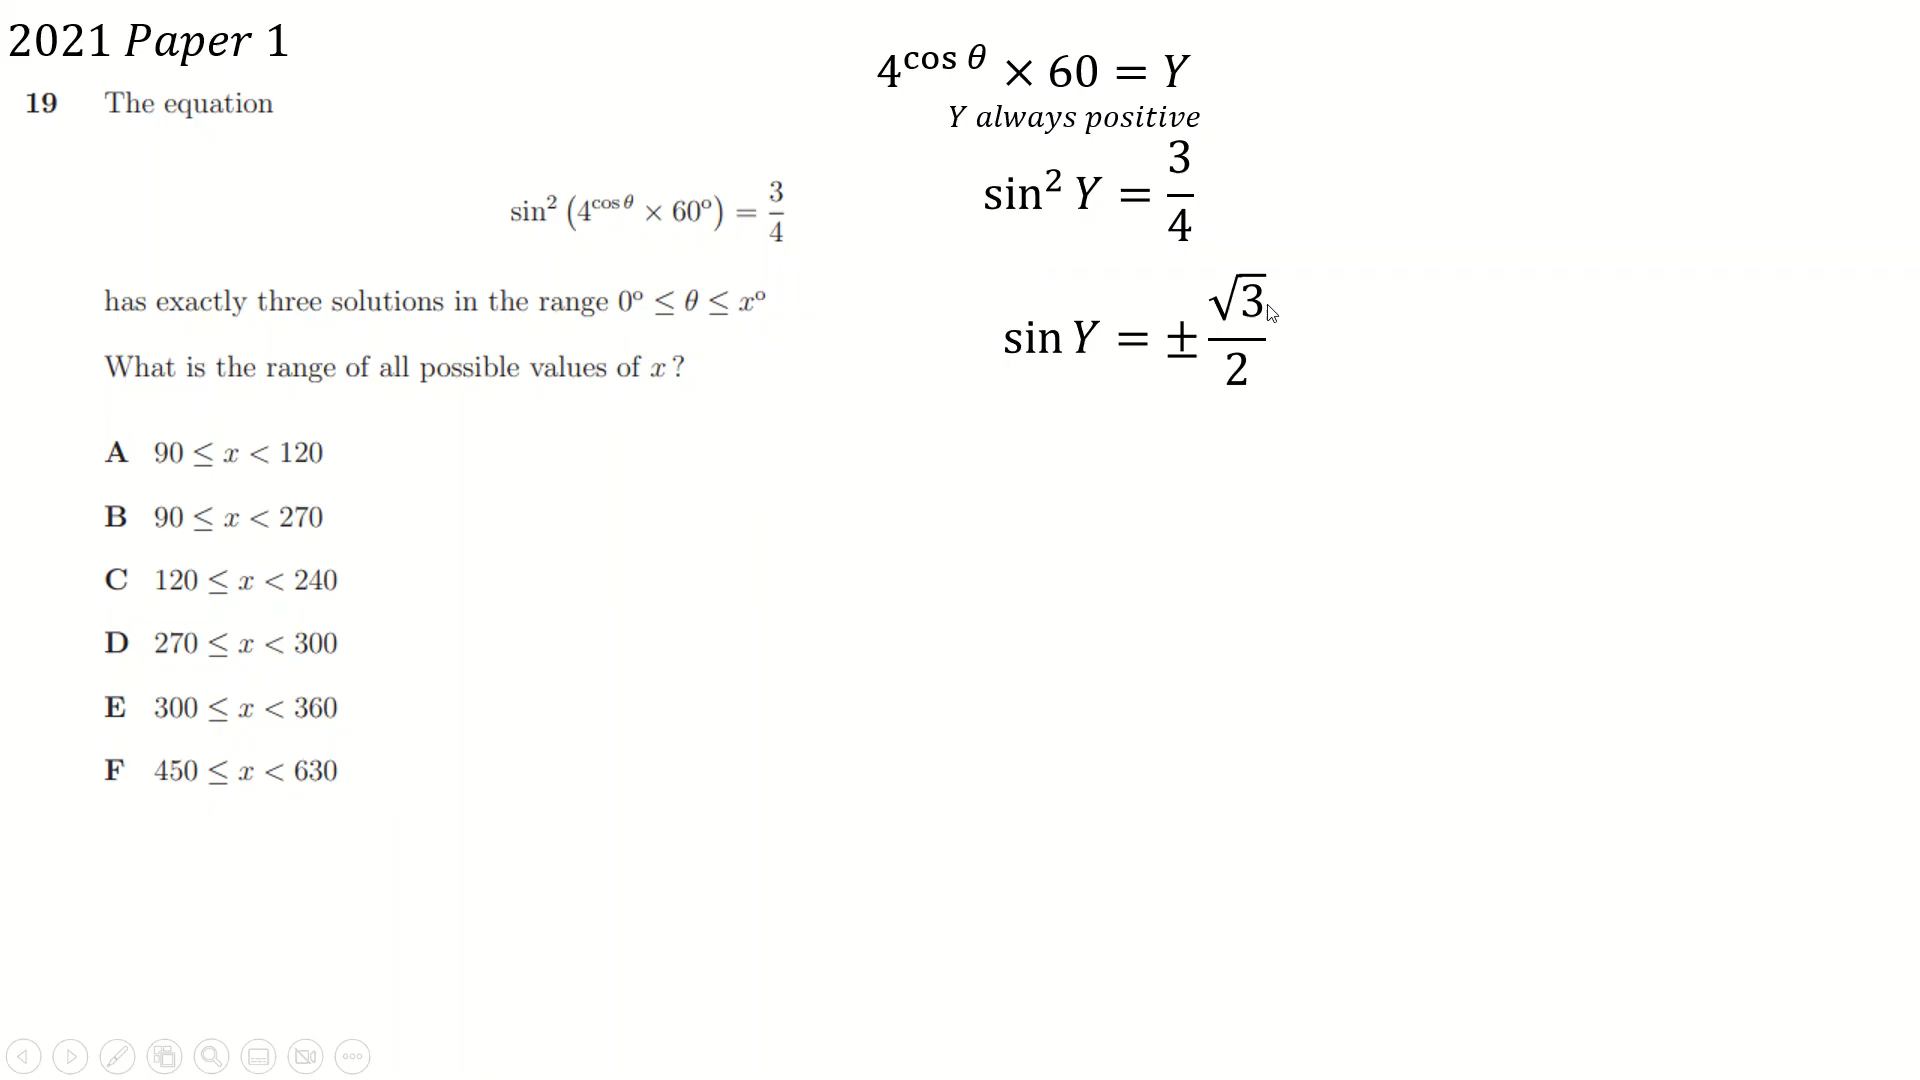 2021 Paper 1
19 The equation
sin² (4^cos θ × 60°) = 3/4
has exactly three solutions in the range 0° ≤ θ ≤ x°
What is the range of all possible values of x ?
A 90 ≤ x < 120
B 90 ≤ x < 270
C 120 ≤ x < 240
D 270 ≤ x < 300
E 300 ≤ x < 360
F 450 ≤ x < 630
4^cos θ × 60 = Y
Y always positive
sin² Y = 3/4
sin Y = ± √3/2